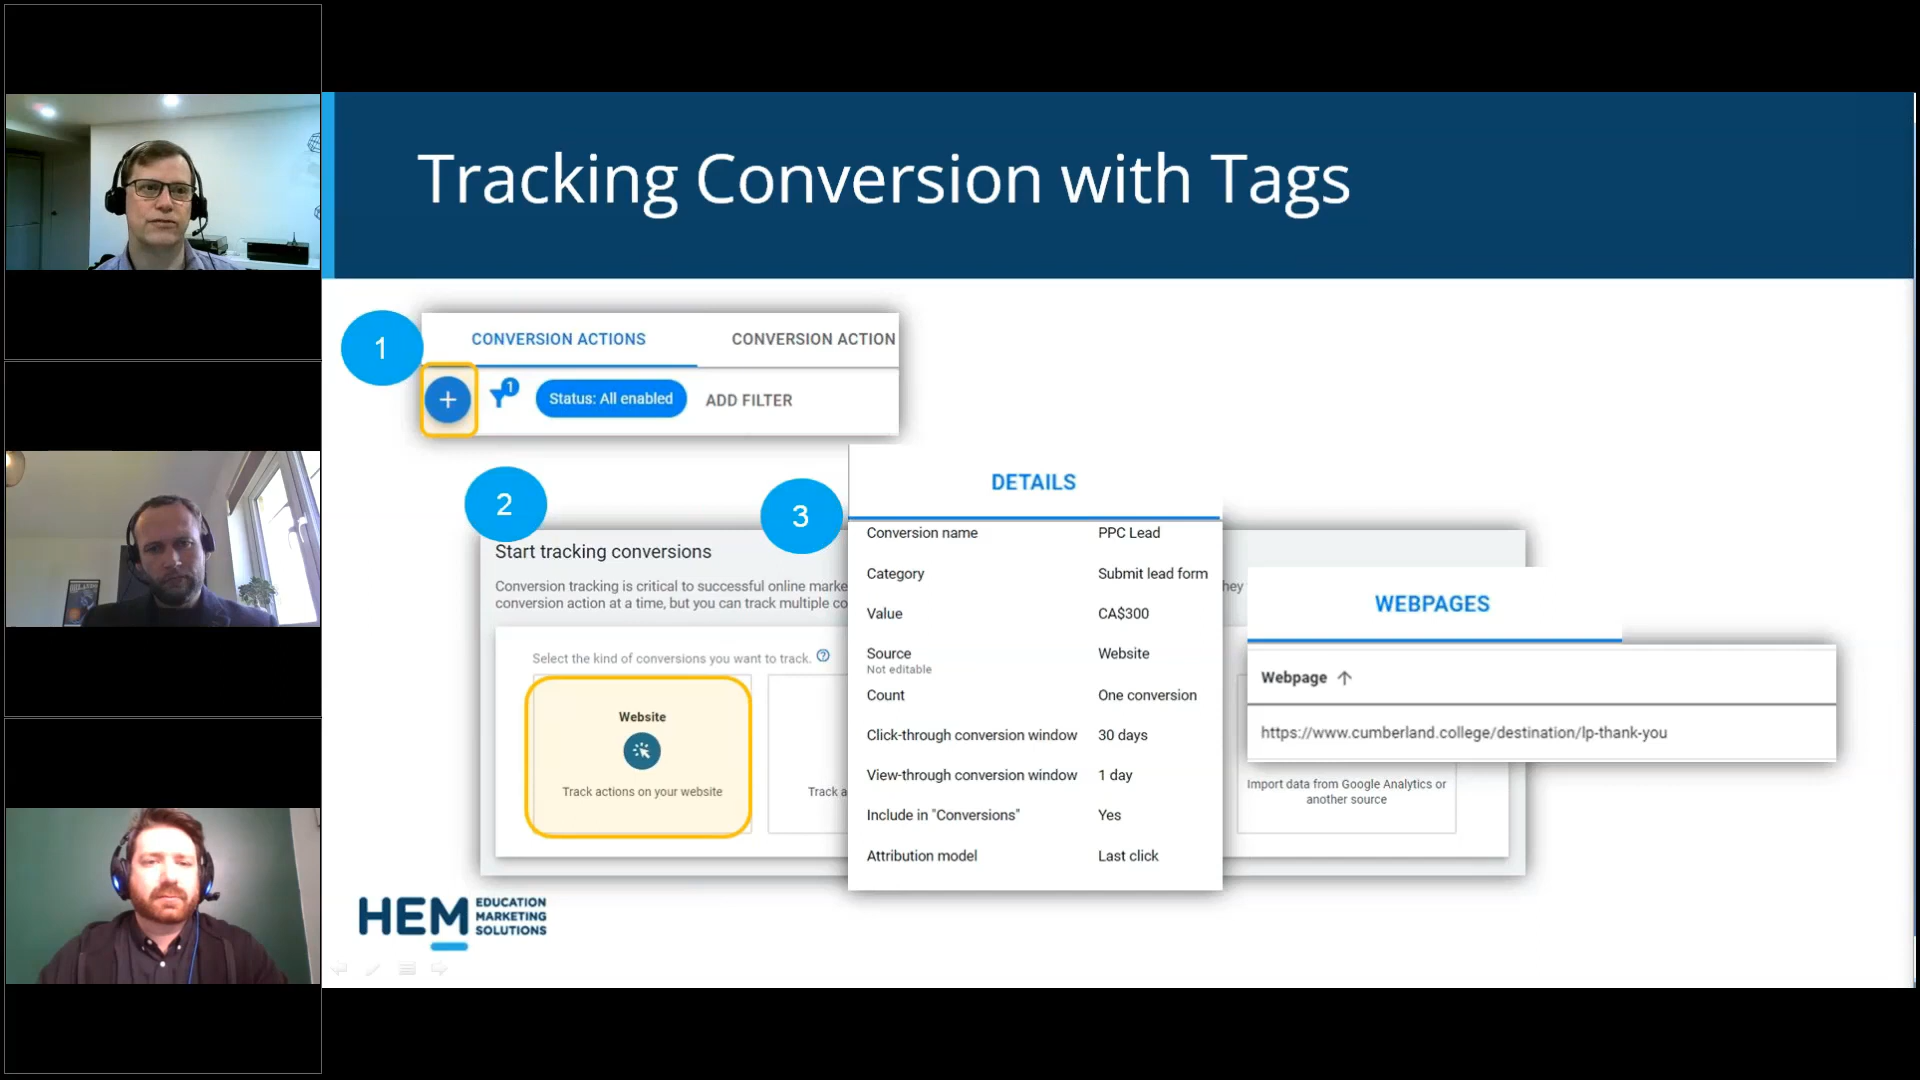 Tracking Conversion with Tags
1
CONVERSION ACTIONS
CONVERSION ACTION
+
1
Status: All enabled
ADD FILTER
2
Start tracking conversions
Conversion tracking is critical to successful online marke
hey
conversion action at a time, but you can track multiple co
Select the kind of conversions you want to track.
?
Website
Track actions on your website
Track a
3
DETAILS
Conversion name PPC Lead
Category Submit lead form
Value CA$300
Source Website
Not editable
Count One conversion
Click-through conversion window 30 days
View-through conversion window 1 day
Include in "Conversions" Yes
Attribution model Last click
WEBPAGES
Webpage ↑
https://www.cumberland.college/destination/lp-thank-you
Import data from Google Analytics or
another source
HEM
EDUCATION
MARKETING
SOLUTIONS